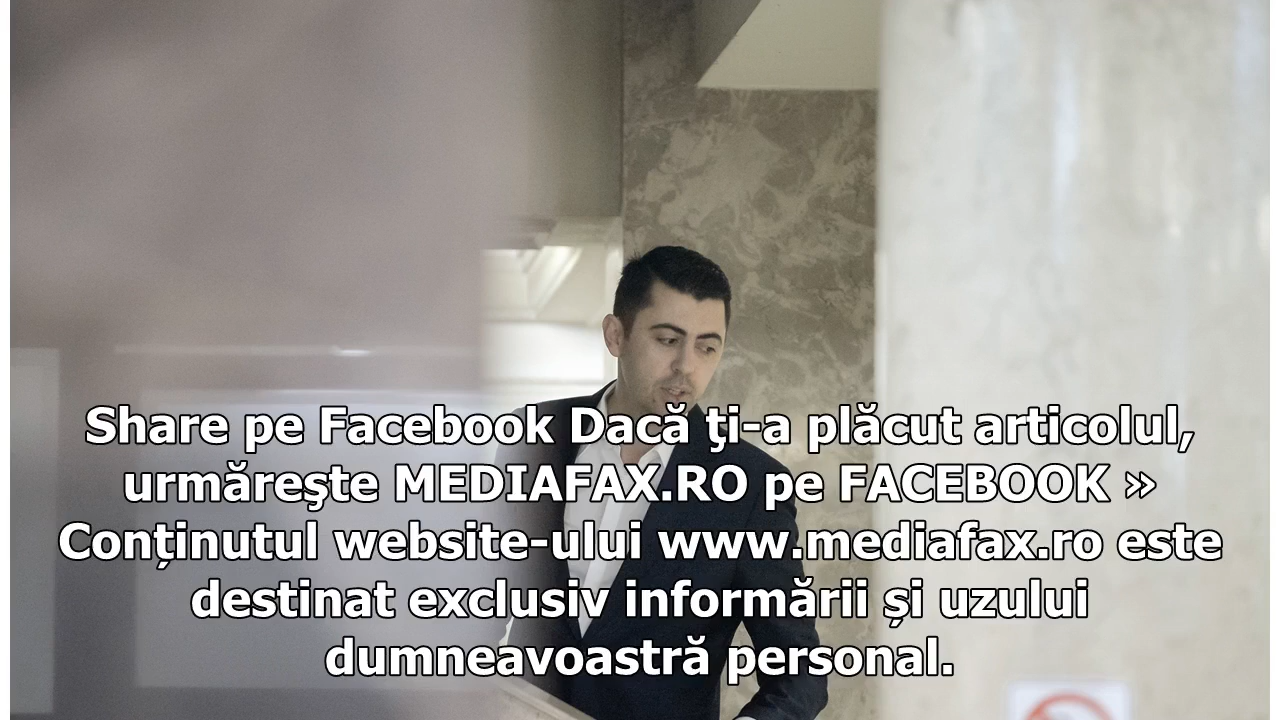 Share pe Facebook Dacă ţi-a plăcut articolul,
urmăreşte MEDIAFAX.RO pe FACEBOOK »
Conținutul website-ului www.mediafax.ro este
destinat exclusiv informării și uzului
dumneavoastră personal.